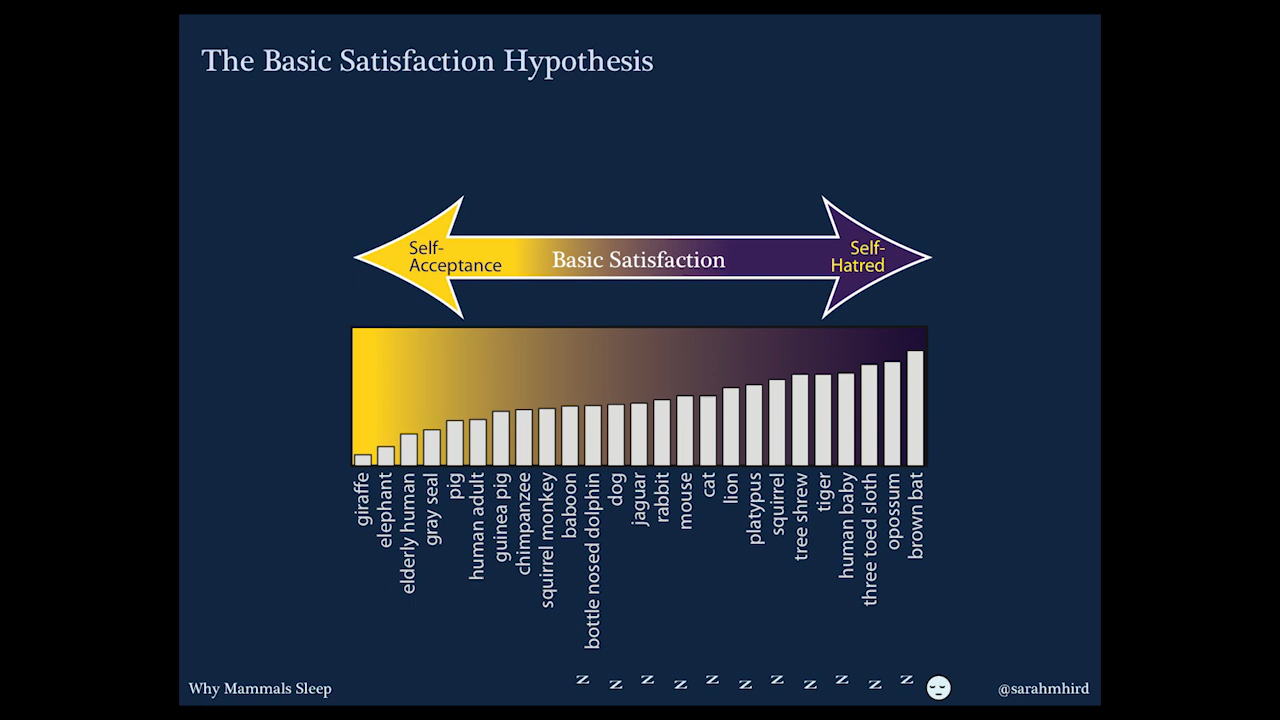 The Basic Satisfaction Hypothesis
Self-
Acceptance
Basic Satisfaction
Self-
Hatred
giraffe
elephant
elderly human
gray seal
pig
human adult
guinea pig
chimpanzee
squirrel monkey
baboon
bottle nosed dolphin
dog
jaguar
rabbit
mouse
cat
lion
platypus
squirrel
tree shrew
tiger
human baby
three toed sloth
opossum
brown bat
Why Mammals Sleep
Z Z Z Z Z Z Z Z Z Z Z
@sarahmhird